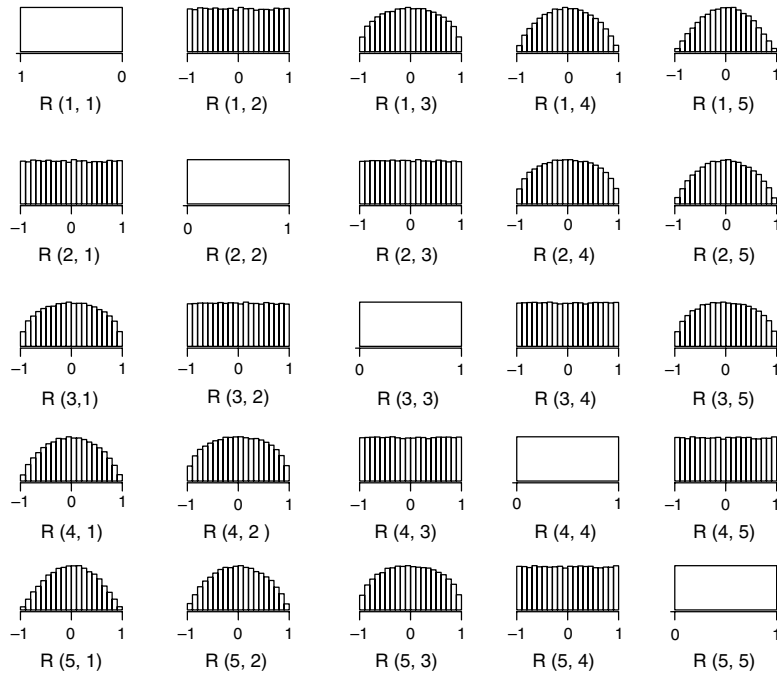 1 0 −1 0 1 −1 0 1 −1 0 1 −1 0 1
R (1, 1) R (1, 2) R (1, 3) R (1, 4) R (1, 5)
−1 0 1 0 1 −1 0 1 −1 0 1 −1 0 1
R (2, 1) R (2, 2) R (2, 3) R (2, 4) R (2, 5)
−1 0 1 −1 0 1 0 1 −1 0 1 −1 0 1
R (3,1) R (3, 2) R (3, 3) R (3, 4) R (3, 5)
−1 0 1 −1 0 1 −1 0 1 0 1 −1 0 1
R (4, 1) R (4, 2 ) R (4, 3) R (4, 4) R (4, 5)
−1 0 1 −1 0 1 −1 0 1 −1 0 1 0 1
R (5, 1) R (5, 2) R (5, 3) R (5, 4) R (5, 5)